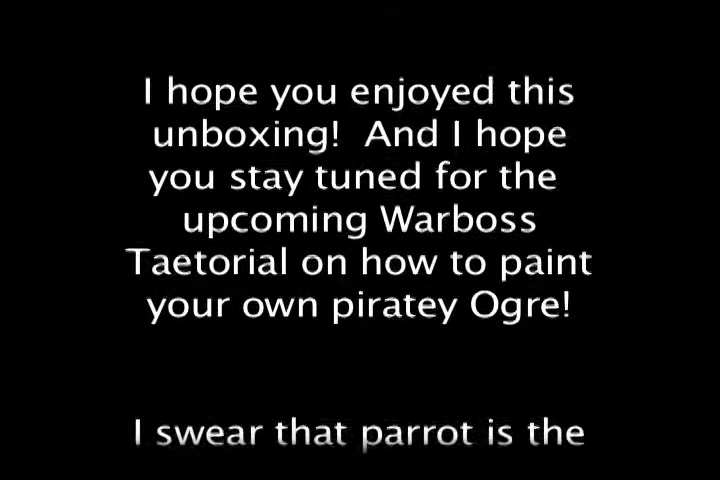 I hope you enjoyed this
unboxing!  And I hope
you stay tuned for the
upcoming Warboss
Taetorial on how to paint
your own piratey Ogre!
I swear that parrot is the